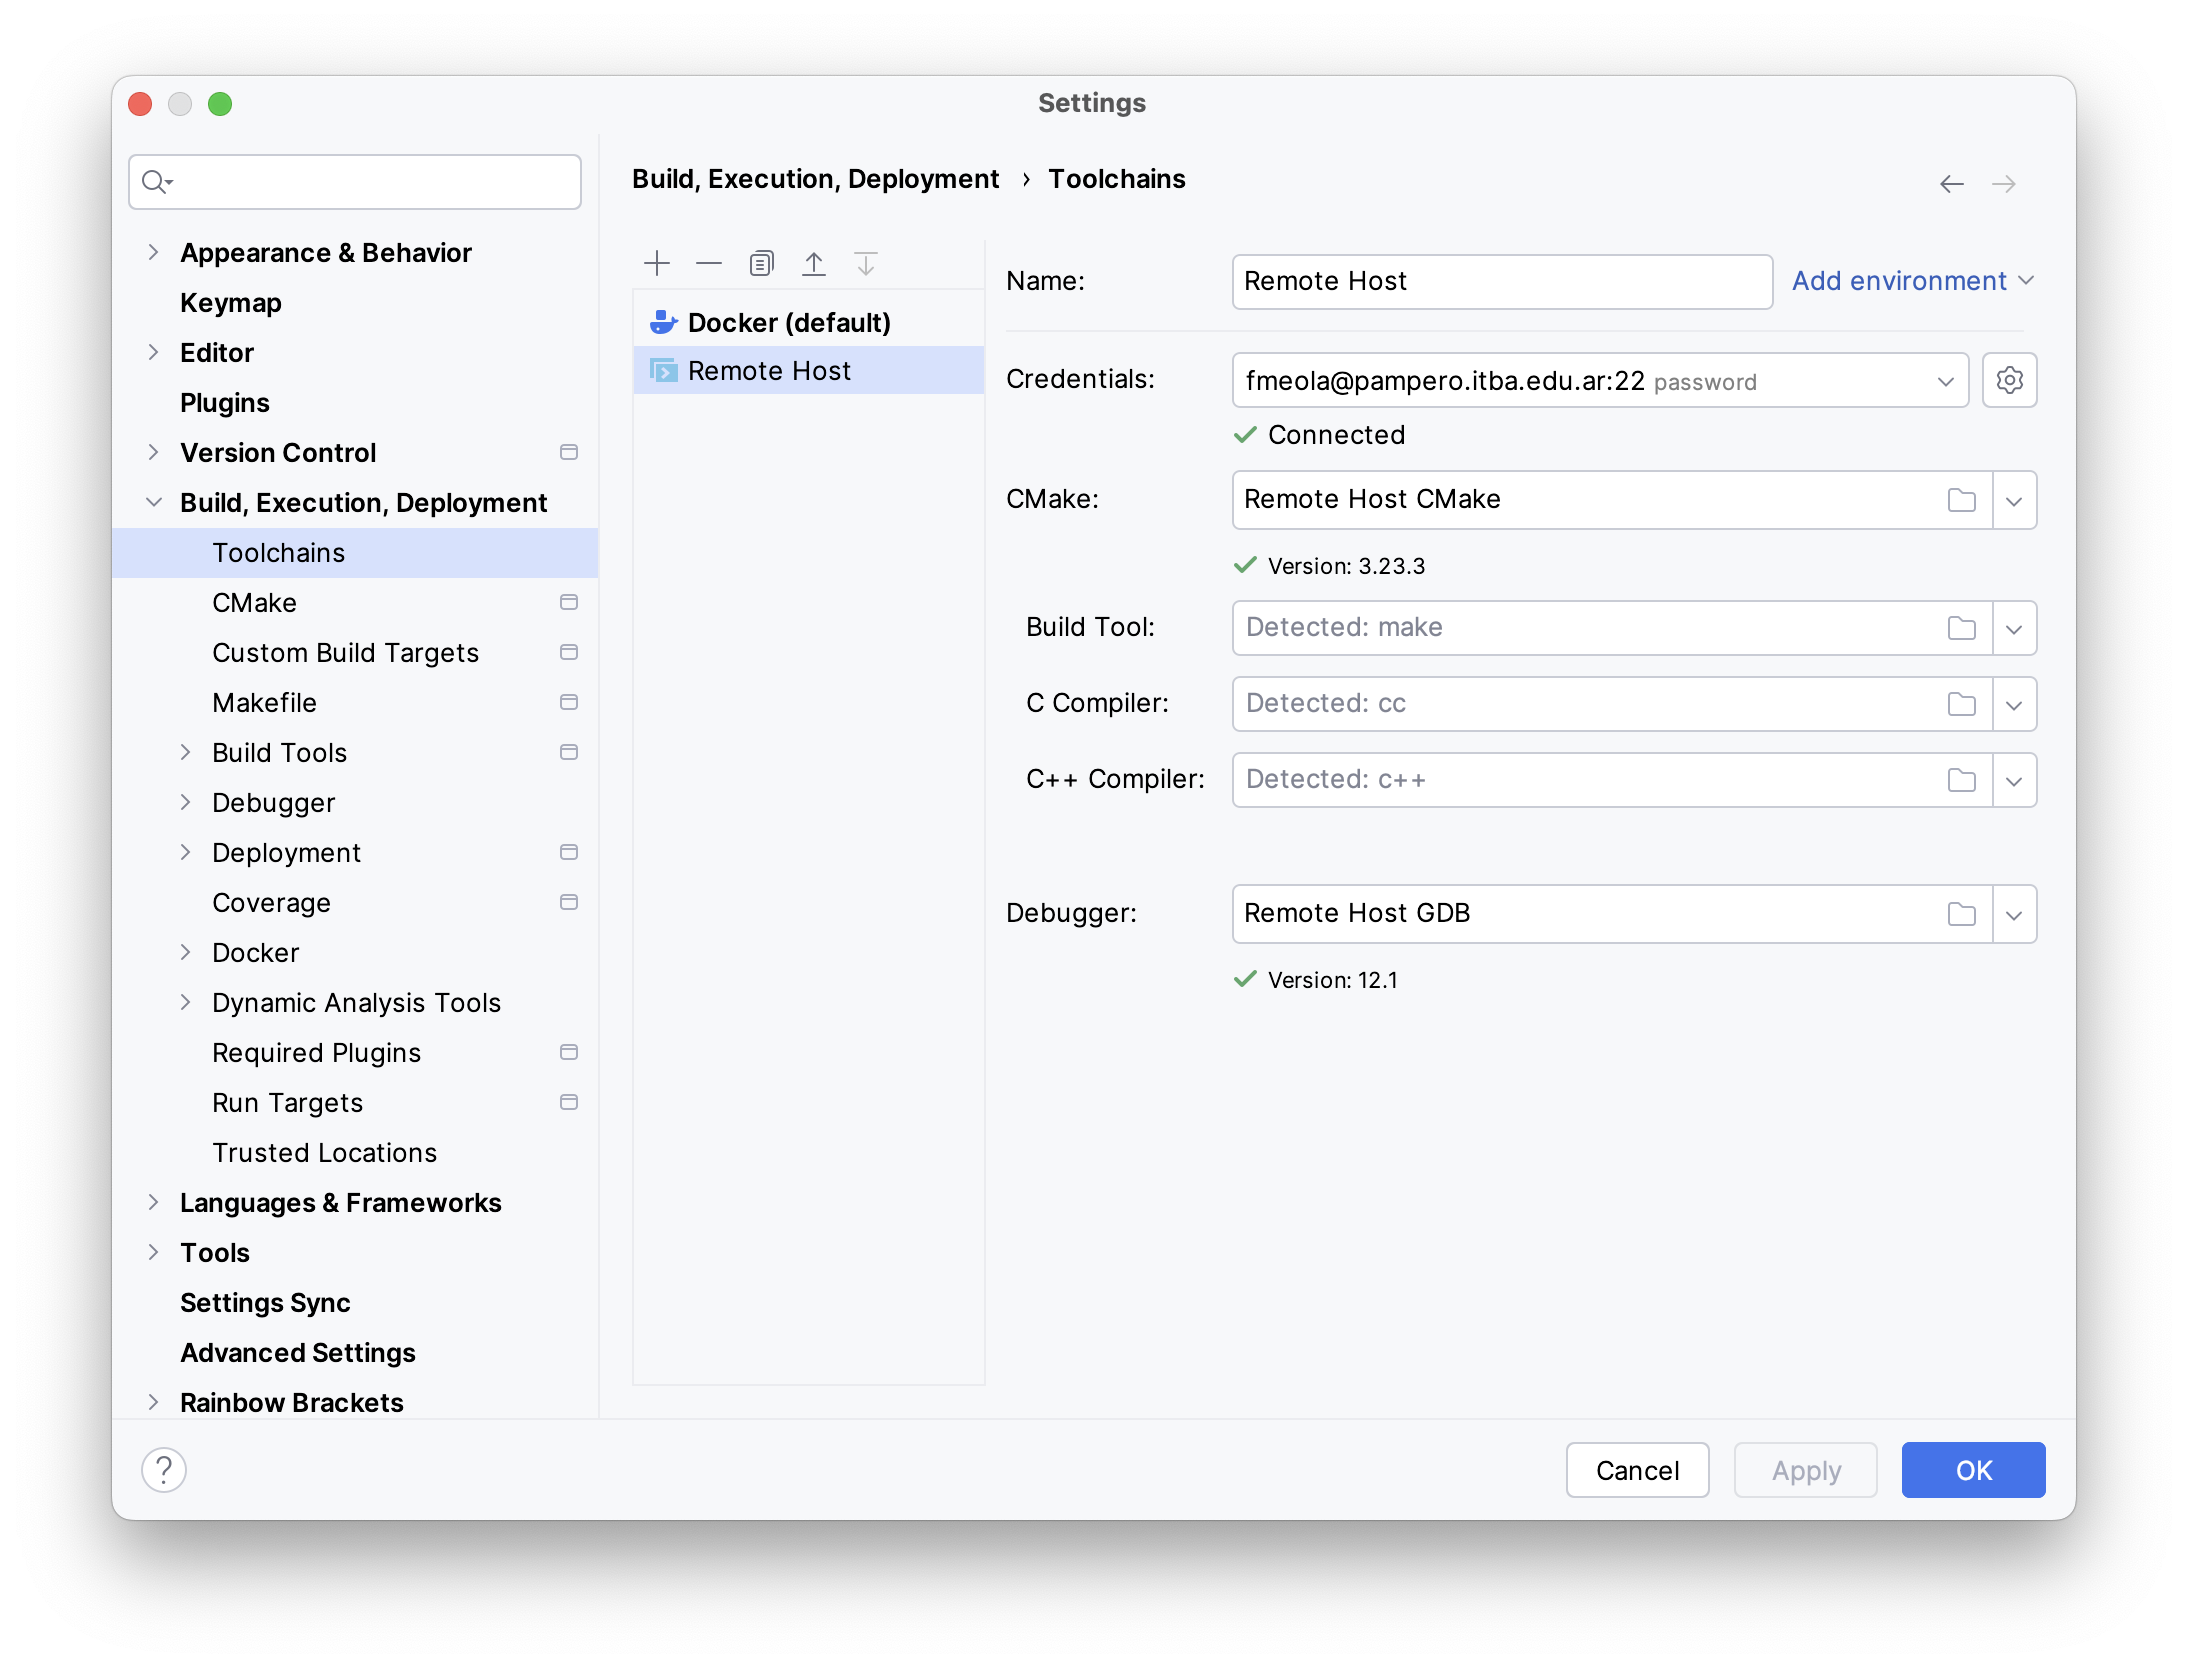 Settings
Build, Execution, Deployment › Toolchains
Appearance & Behavior
Keymap
Editor
Plugins
Version Control
Build, Execution, Deployment
Toolchains
CMake
Custom Build Targets
Makefile
Build Tools
Debugger
Deployment
Coverage
Docker
Dynamic Analysis Tools
Required Plugins
Run Targets
Trusted Locations
Languages & Frameworks
Tools
Settings Sync
Advanced Settings
Rainbow Brackets
Docker (default)
Remote Host
Name: Remote Host Add environment
Credentials: fmeola@pampero.itba.edu.ar:22 password
Connected
CMake: Remote Host CMake
Version: 3.23.3
Build Tool: Detected: make
C Compiler: Detected: cc
C++ Compiler: Detected: c++
Debugger: Remote Host GDB
Version: 12.1
? Cancel Apply OK